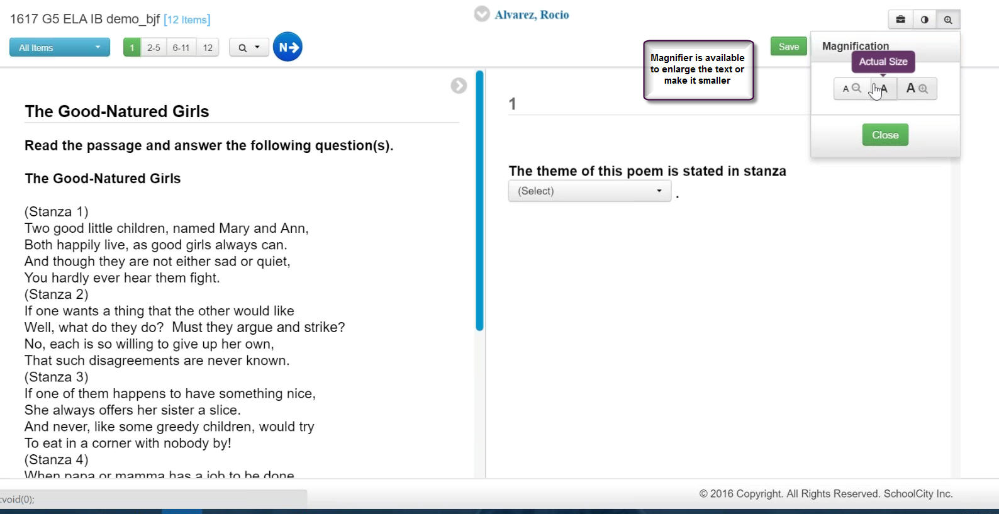 1617 G5 ELA IB demo_bjf [12 Items]
Alvarez, Rocio
All Items
1
2-5
6-11
12
N
Save
Magnification
Actual Size
A
A
A
Close
Magnifier is available
to enlarge the text or
make it smaller
The Good-Natured Girls
Read the passage and answer the following question(s).
The Good-Natured Girls
(Stanza 1)
Two good little children, named Mary and Ann,
Both happily live, as good girls always can.
And though they are not either sad or quiet,
You hardly ever hear them fight.
(Stanza 2)
If one wants a thing that the other would like
Well, what do they do?  Must they argue and strike?
No, each is so willing to give up her own,
That such disagreements are never known.
(Stanza 3)
If one of them happens to have something nice,
She always offers her sister a slice.
And never, like some greedy children, would try
To eat in a corner with nobody by!
(Stanza 4)
When papa or mamma has a job to be done
1
The theme of this poem is stated in stanza
(Select) .
© 2016 Copyright. All Rights Reserved. SchoolCity Inc.
:void(0);